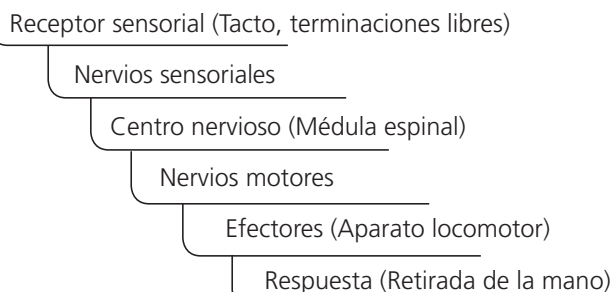 Receptor sensorial (Tacto, terminaciones libres)
Nervios sensoriales
Centro nervioso (Médula espinal)
Nervios motores
Efectores (Aparato locomotor)
Respuesta (Retirada de la mano)